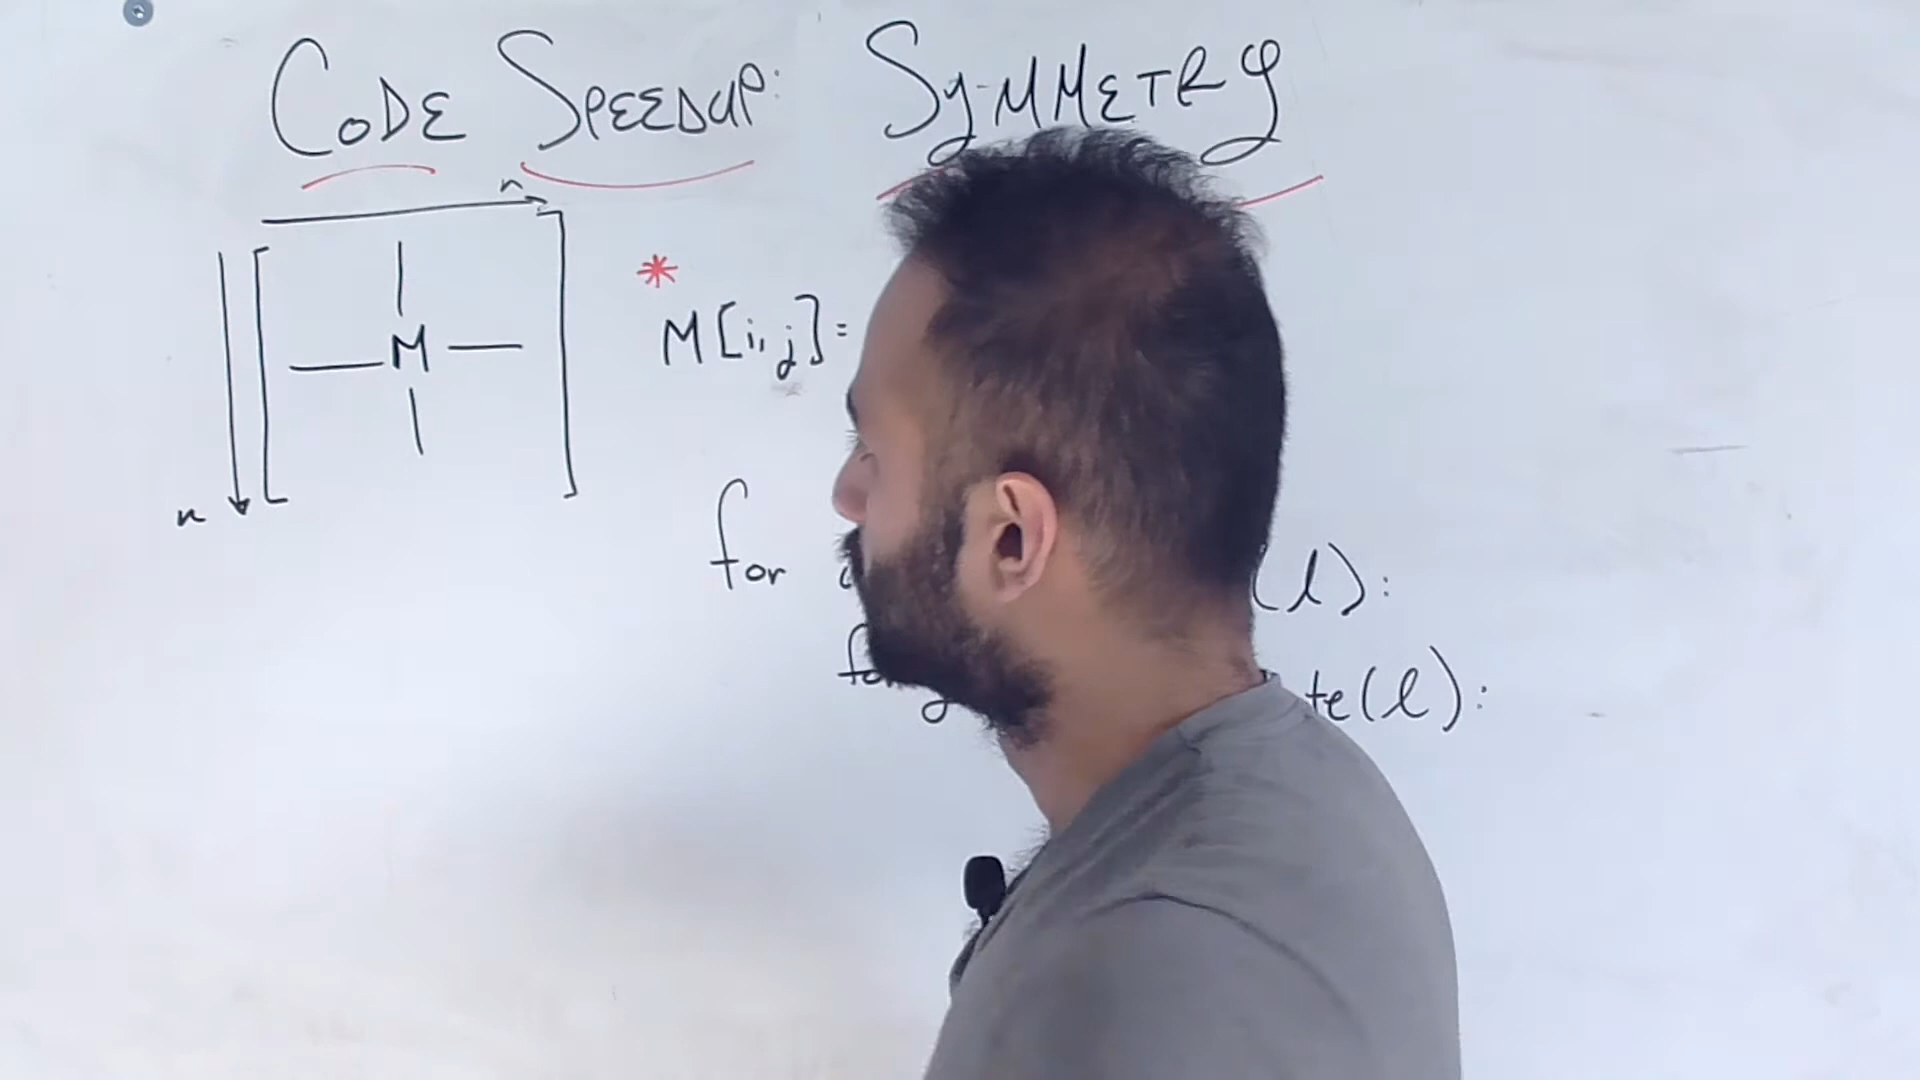 CODE SPEEDUP: SYMMETRY
n
M
n
* M[i,j]=
for (l):
te(l):